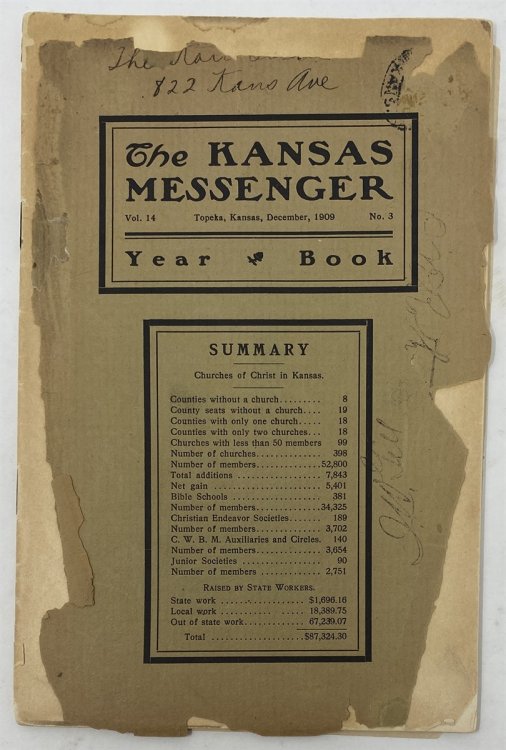 The
822 Kans Ave
The KANSAS
MESSENGER
Vol. 14 Topeka, Kansas, December, 1909 No. 3
Year Book
SUMMARY
Churches of Christ in Kansas.
Counties without a church......... 8
County seats without a church.... 19
Counties with only one church..... 18
Counties with only two churches... 18
Churches with less than 50 members 99
Number of churches............... 398
Number of members...............52,800
Total additions .................. 7,843
Net gain ........................ 5,401
Bible Schools .................... 381
Number of members...............34,325
Christian Endeavor Societies....... 189
Number of members............... 3,702
C. W. B. M. Auxiliaries and Circles. 140
Number of members............... 3,654
Junior Societies .................. 90
Number of members .............. 2,751
RAISED BY STATE WORKERS.
State work .................. $1,696.16
Local work .................. 18,389.75
Out of state work............. 67,239.07
Total ....................$87,324.30